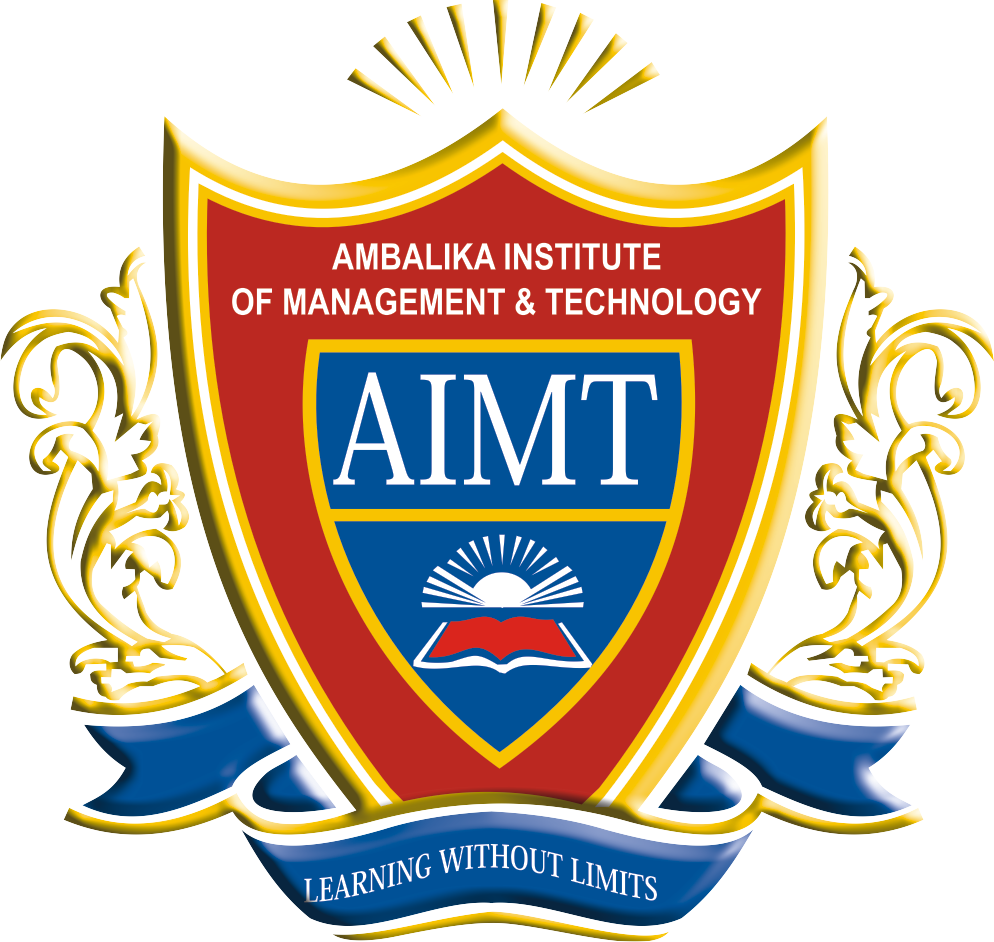 AMBALIKA INSTITUTE
OF MANAGEMENT & TECHNOLOGY
AIMT
LEARNING WITHOUT LIMITS